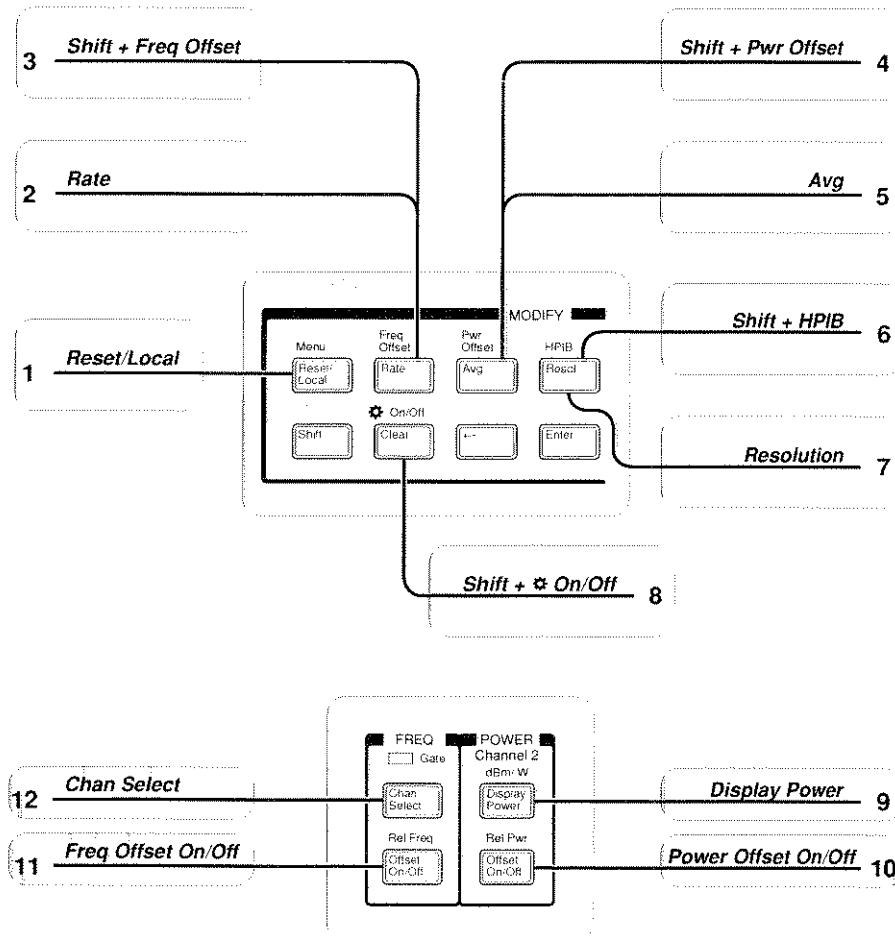 3 Shift + Freq Offset
Shift + Pwr Offset 4
2 Rate
Avg 5
MODIFY
Menu
Freq Offset
Pwr Offset
HPIB
Reset/ Local
Rate
Avg
Resol
1 Reset/Local
Shift + HPIB 6
On/Off
Shift
Clear
←
Enter
Resolution 7
Shift + ✿ On/Off 8
FREQ
POWER
Gate
Channel 2
dBm/W
12 Chan Select
Chan Select
Display Power
Display Power 9
Rel Freq
Rel Pwr
11 Freq Offset On/Off
Offset On/Off
Offset On/Off
Power Offset On/Off 10